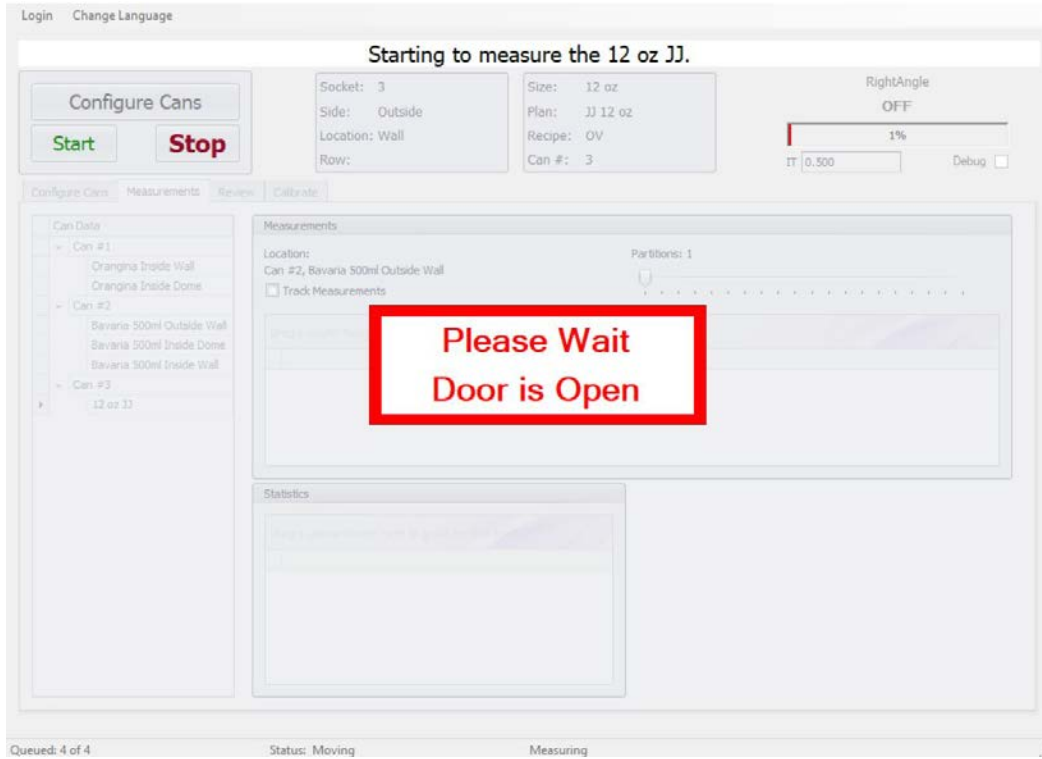 Login Change Language
Starting to measure the 12 oz JJ.
Configure Cans
Start Stop
Socket: 3
Side: Outside
Location: Wall
Row:
Size: 12 oz
Plan: JJ 12 oz
Recipe: OV
Can #: 3
RightAngle
OFF
1%
IT 0.500 Debug
Configure Cans Measurements Review Calibrate
Can Data
Can #1
Orangina Inside Wall
Orangina Inside Dome
Can #2
Bavaria 500ml Outside Wall
Bavaria 500ml Inside Dome
Bavaria 500ml Inside Wall
Can #3
12 oz JJ
Measurements
Location:
Can #2, Bavaria 500ml Outside Wall
Track Measurements
Partitions: 1
Please Wait
Door is Open
Statistics
Queued: 4 of 4 Status: Moving Measuring